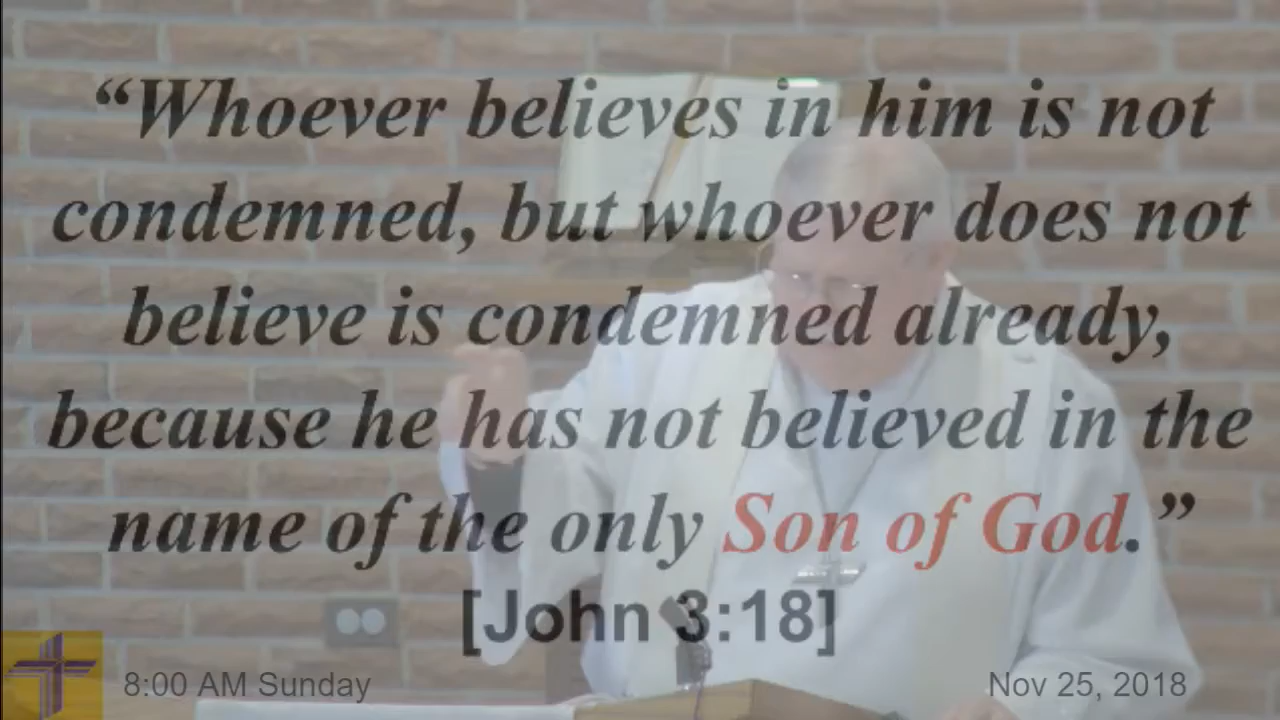 “Whoever believes in him is not
condemned, but whoever does not
believe is condemned already,
because he has not believed in the
name of the only Son of God.”
[John 3:18]
8:00 AM Sunday
Nov 25, 2018